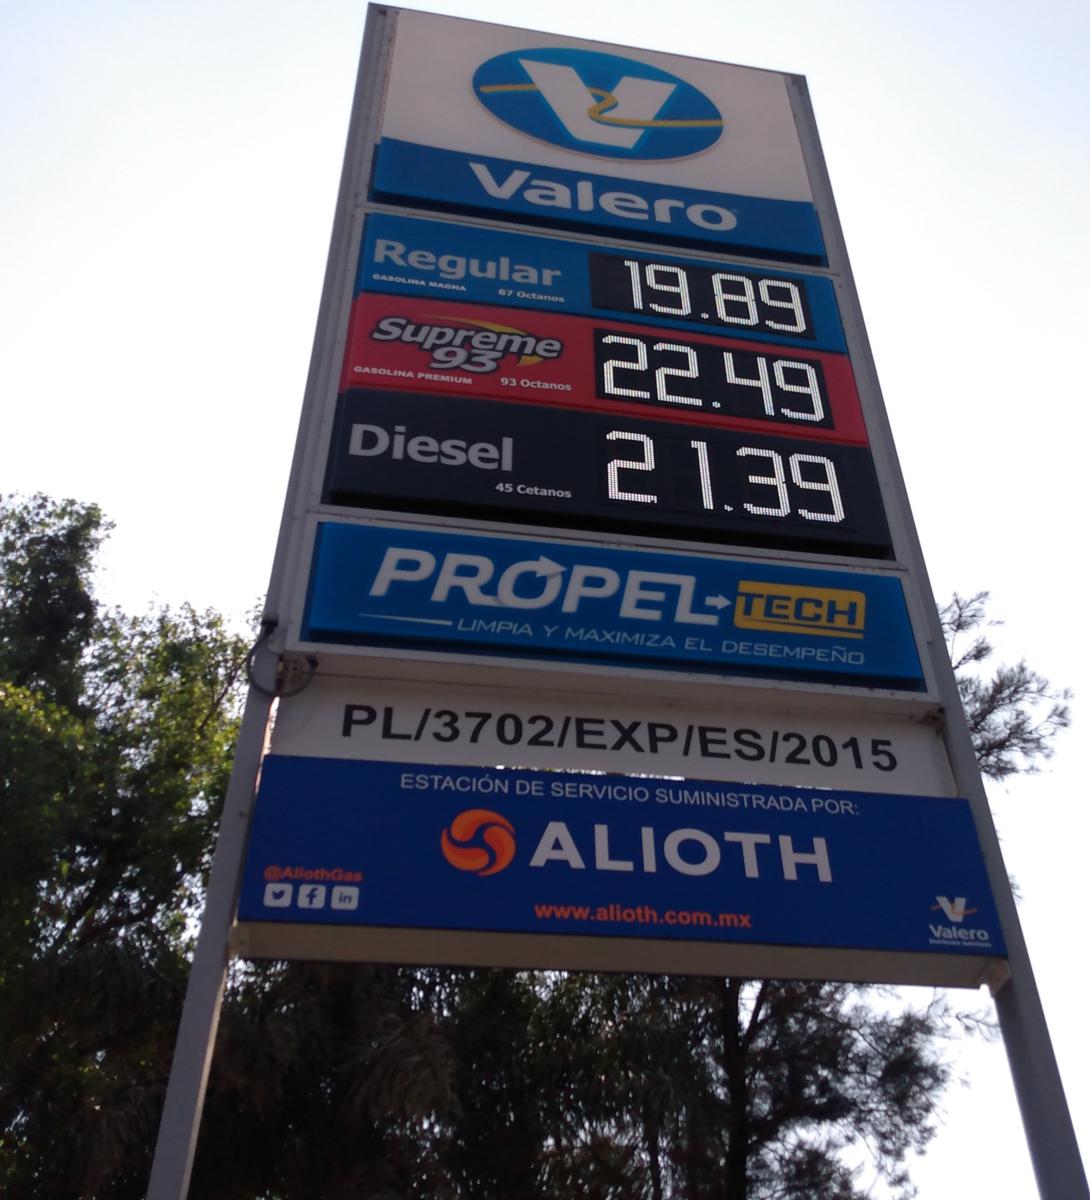 Valero
Regular 19.89
GASOLINA MAGNA 87 Octanos
Supreme
93
22.49
GASOLINA PREMIUM 93 Octanos
Diesel 21.39
45 Cetanos
PROPEL TECH
LIMPIA Y MAXIMIZA EL DESEMPEÑO
PL/3702/EXP/ES/2015
ESTACIÓN DE SERVICIO SUMINISTRADA POR:
ALIOTH
@AliothGas
www.alioth.com.mx
Valero